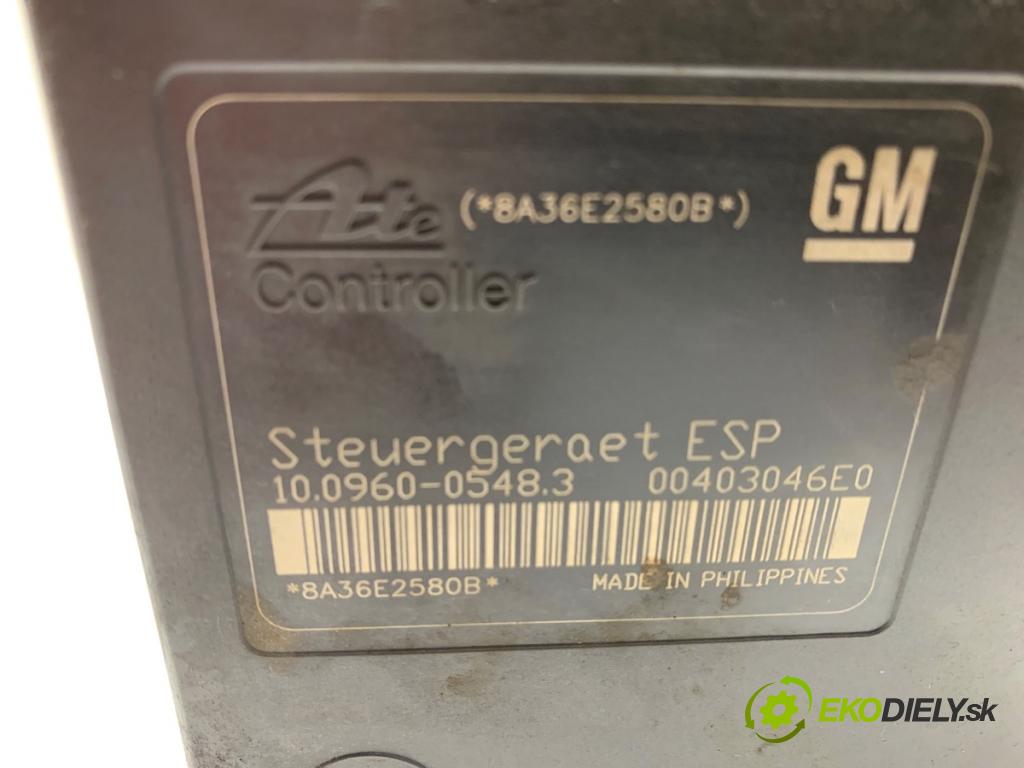 Ate (*8A36E2580B*) GM
Controller
Steuergeraet ESP
10.0960-0548.3 00403046E0
*8A36E2580B* MADE IN PHILIPPINES
EKODIELY.sk